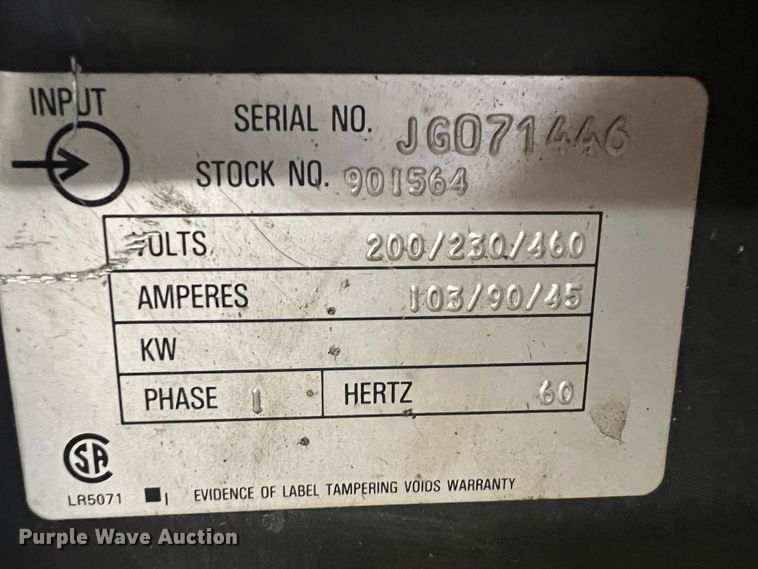 INPUT
SERIAL NO. JG071446
STOCK NO. 901564
VOLTS 200/230/460
AMPERES 103/90/45
KW
PHASE 1 HERTZ 60
SA
LR5071 EVIDENCE OF LABEL TAMPERING VOIDS WARRANTY
Purple Wave Auction